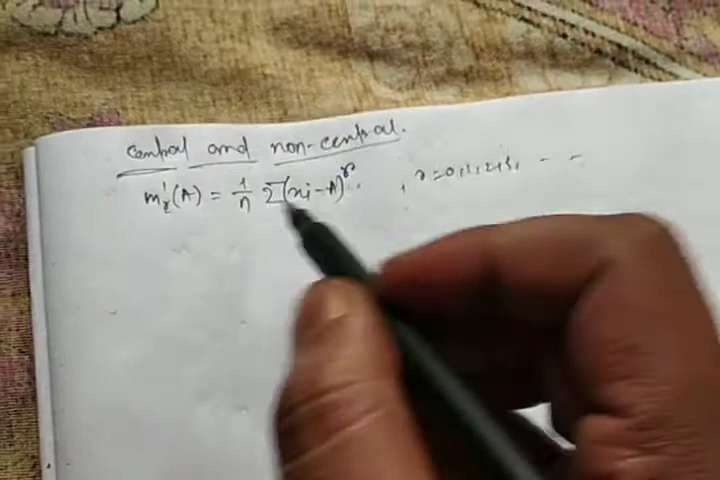 central and non-central.
m'r(A) = 1/n Σ(xi-A)^r. , r=0,1,2,3, - -